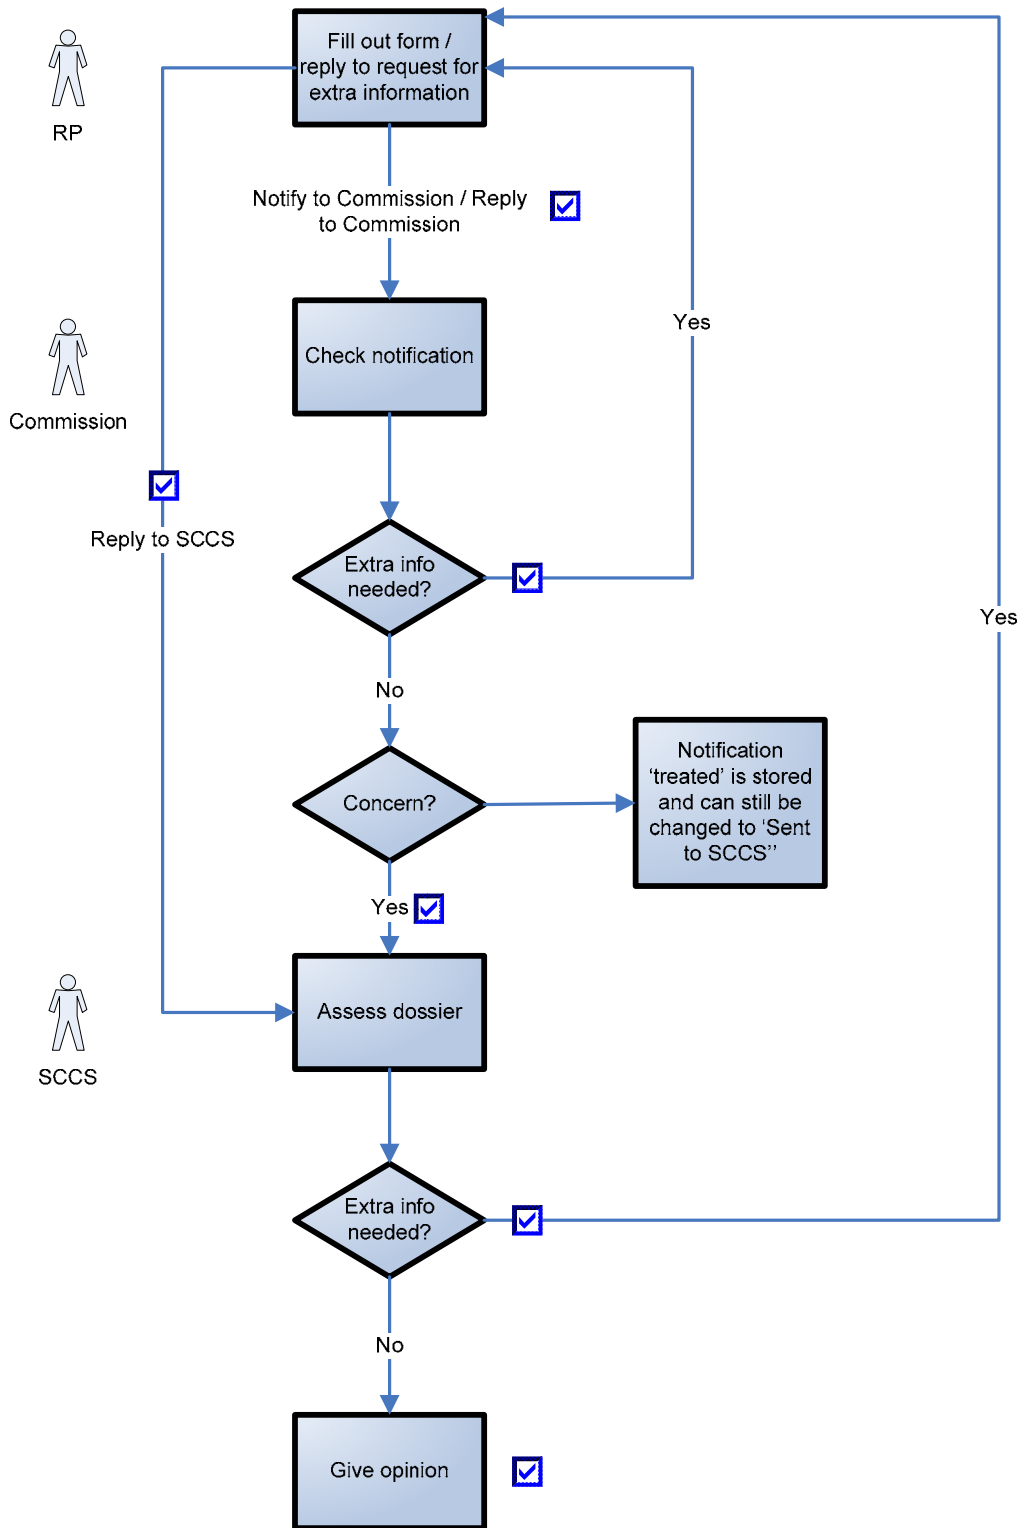 Fill out form /
reply to request for
extra information
RP
Notify to Commission / Reply
to Commission
Yes
Check notification
Commission
Reply to SCCS
Extra info
needed?
Yes
No
Concern?
Notification
‘treated’ is stored
and can still be
changed to ‘Sent
to SCCS’’
Yes
Assess dossier
SCCS
Extra info
needed?
No
Give opinion